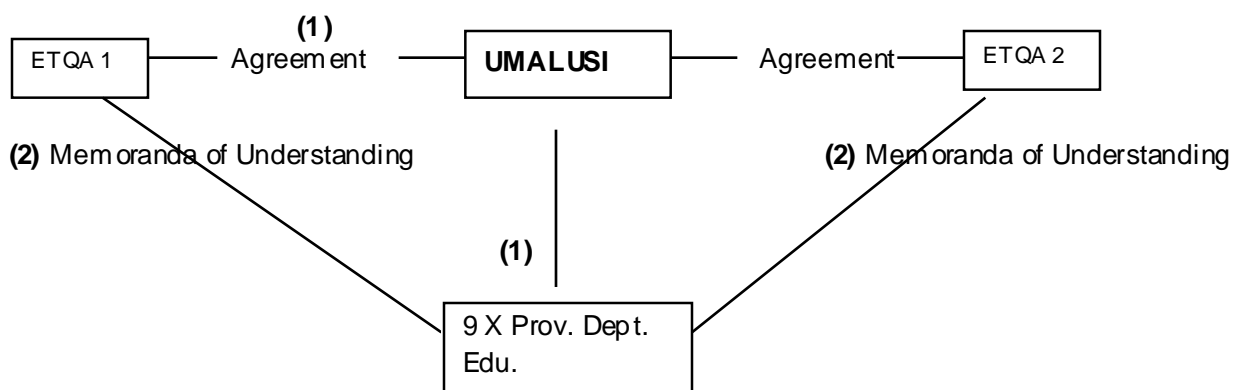 (1)
ETQA 1
Agreement
UMALUSI
Agreement
ETQA 2
(2) Memoranda of Understanding
(2) Memoranda of Understanding
(1)
9 X Prov. Dept.
Edu.